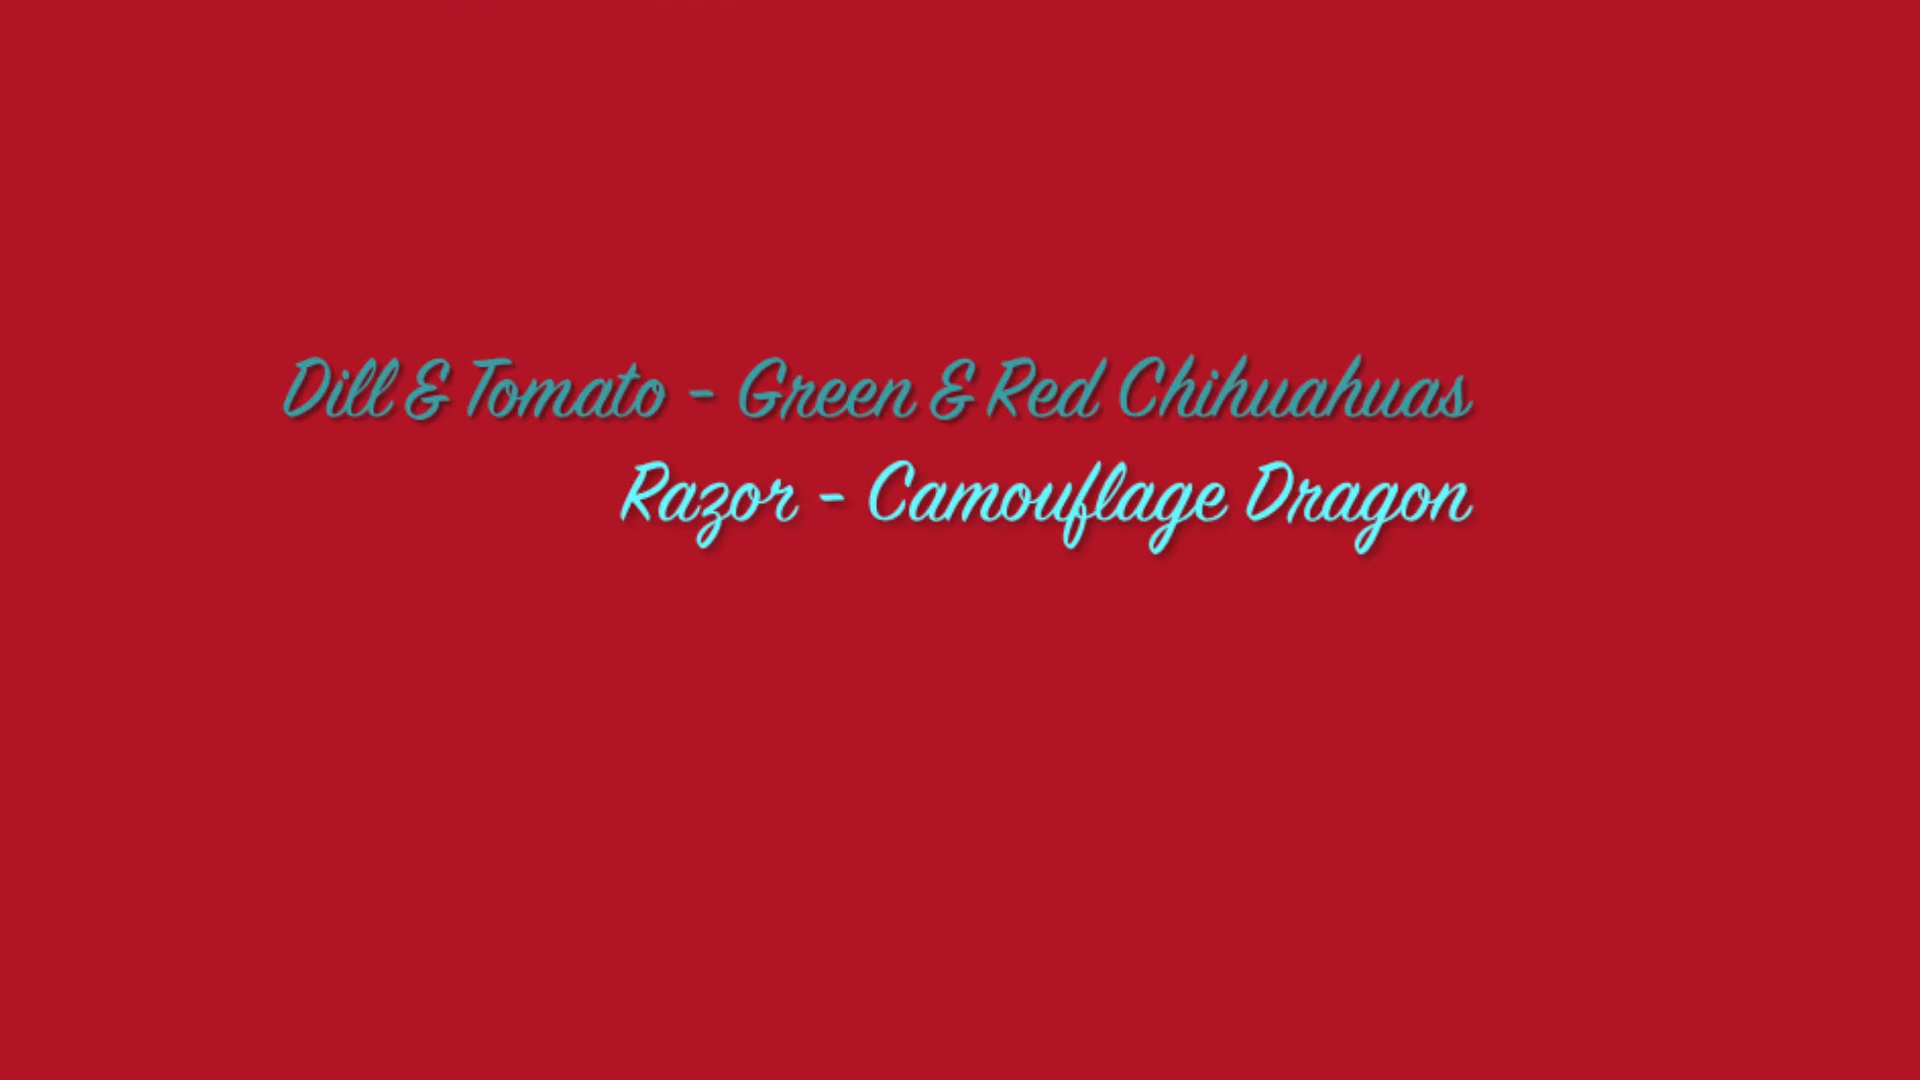 Dill & Tomato - Green & Red Chihuahuas
Razor - Camouflage Dragon